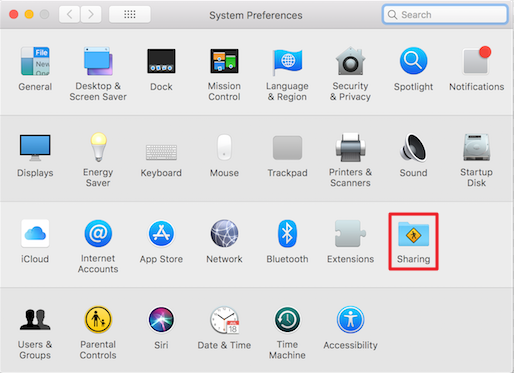 System Preferences
Search
File
New
One
General
Desktop &
Screen Saver
Dock
Mission
Control
Language
& Region
Security
& Privacy
Spotlight
Notifications
Displays
Energy
Saver
Keyboard
Mouse
Trackpad
Printers &
Scanners
Sound
Startup
Disk
iCloud
Internet
Accounts
App Store
Network
Bluetooth
Extensions
Sharing
Users &
Groups
Parental
Controls
Siri
JUL
18
Date & Time
Time
Machine
Accessibility